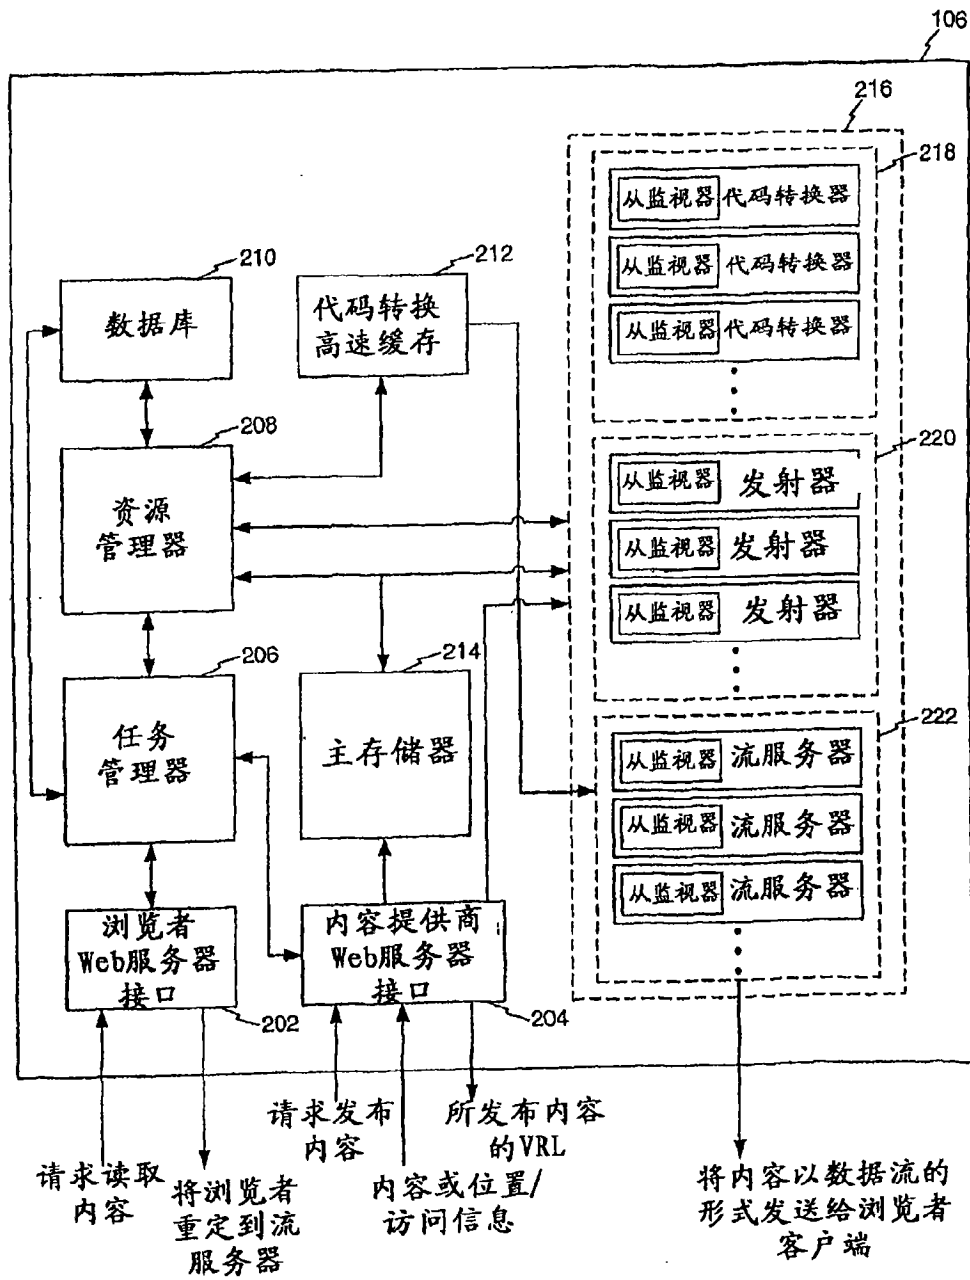 106
216
218
从监视器 代码转换器
从监视器 代码转换器
从监视器 代码转换器
210
数据库
212
代码转换
高速缓存
208
资源
管理器
220
从监视器 发射器
从监视器 发射器
从监视器 发射器
206
任务
管理器
214
主存储器
222
从监视器 流服务器
从监视器 流服务器
从监视器 流服务器
浏览者
Web服务器
接口
202
内容提供商
Web服务器
接口
204
请求读取
内容
将浏览者
重定到流
服务器
请求发布
内容
内容或位置/
访问信息
所发布内容
的VRL
将内容以数据流的
形式发送给浏览者
客户端